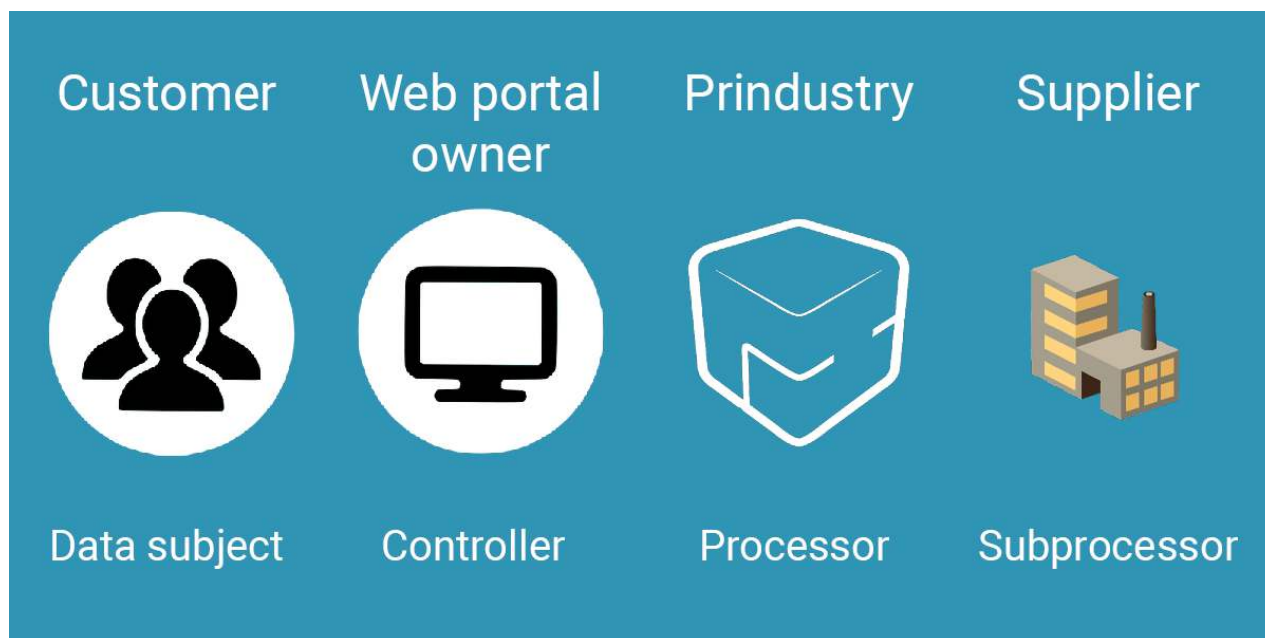 Customer
Web portal
owner
Prindustry
Supplier
Data subject
Controller
Processor
Subprocessor